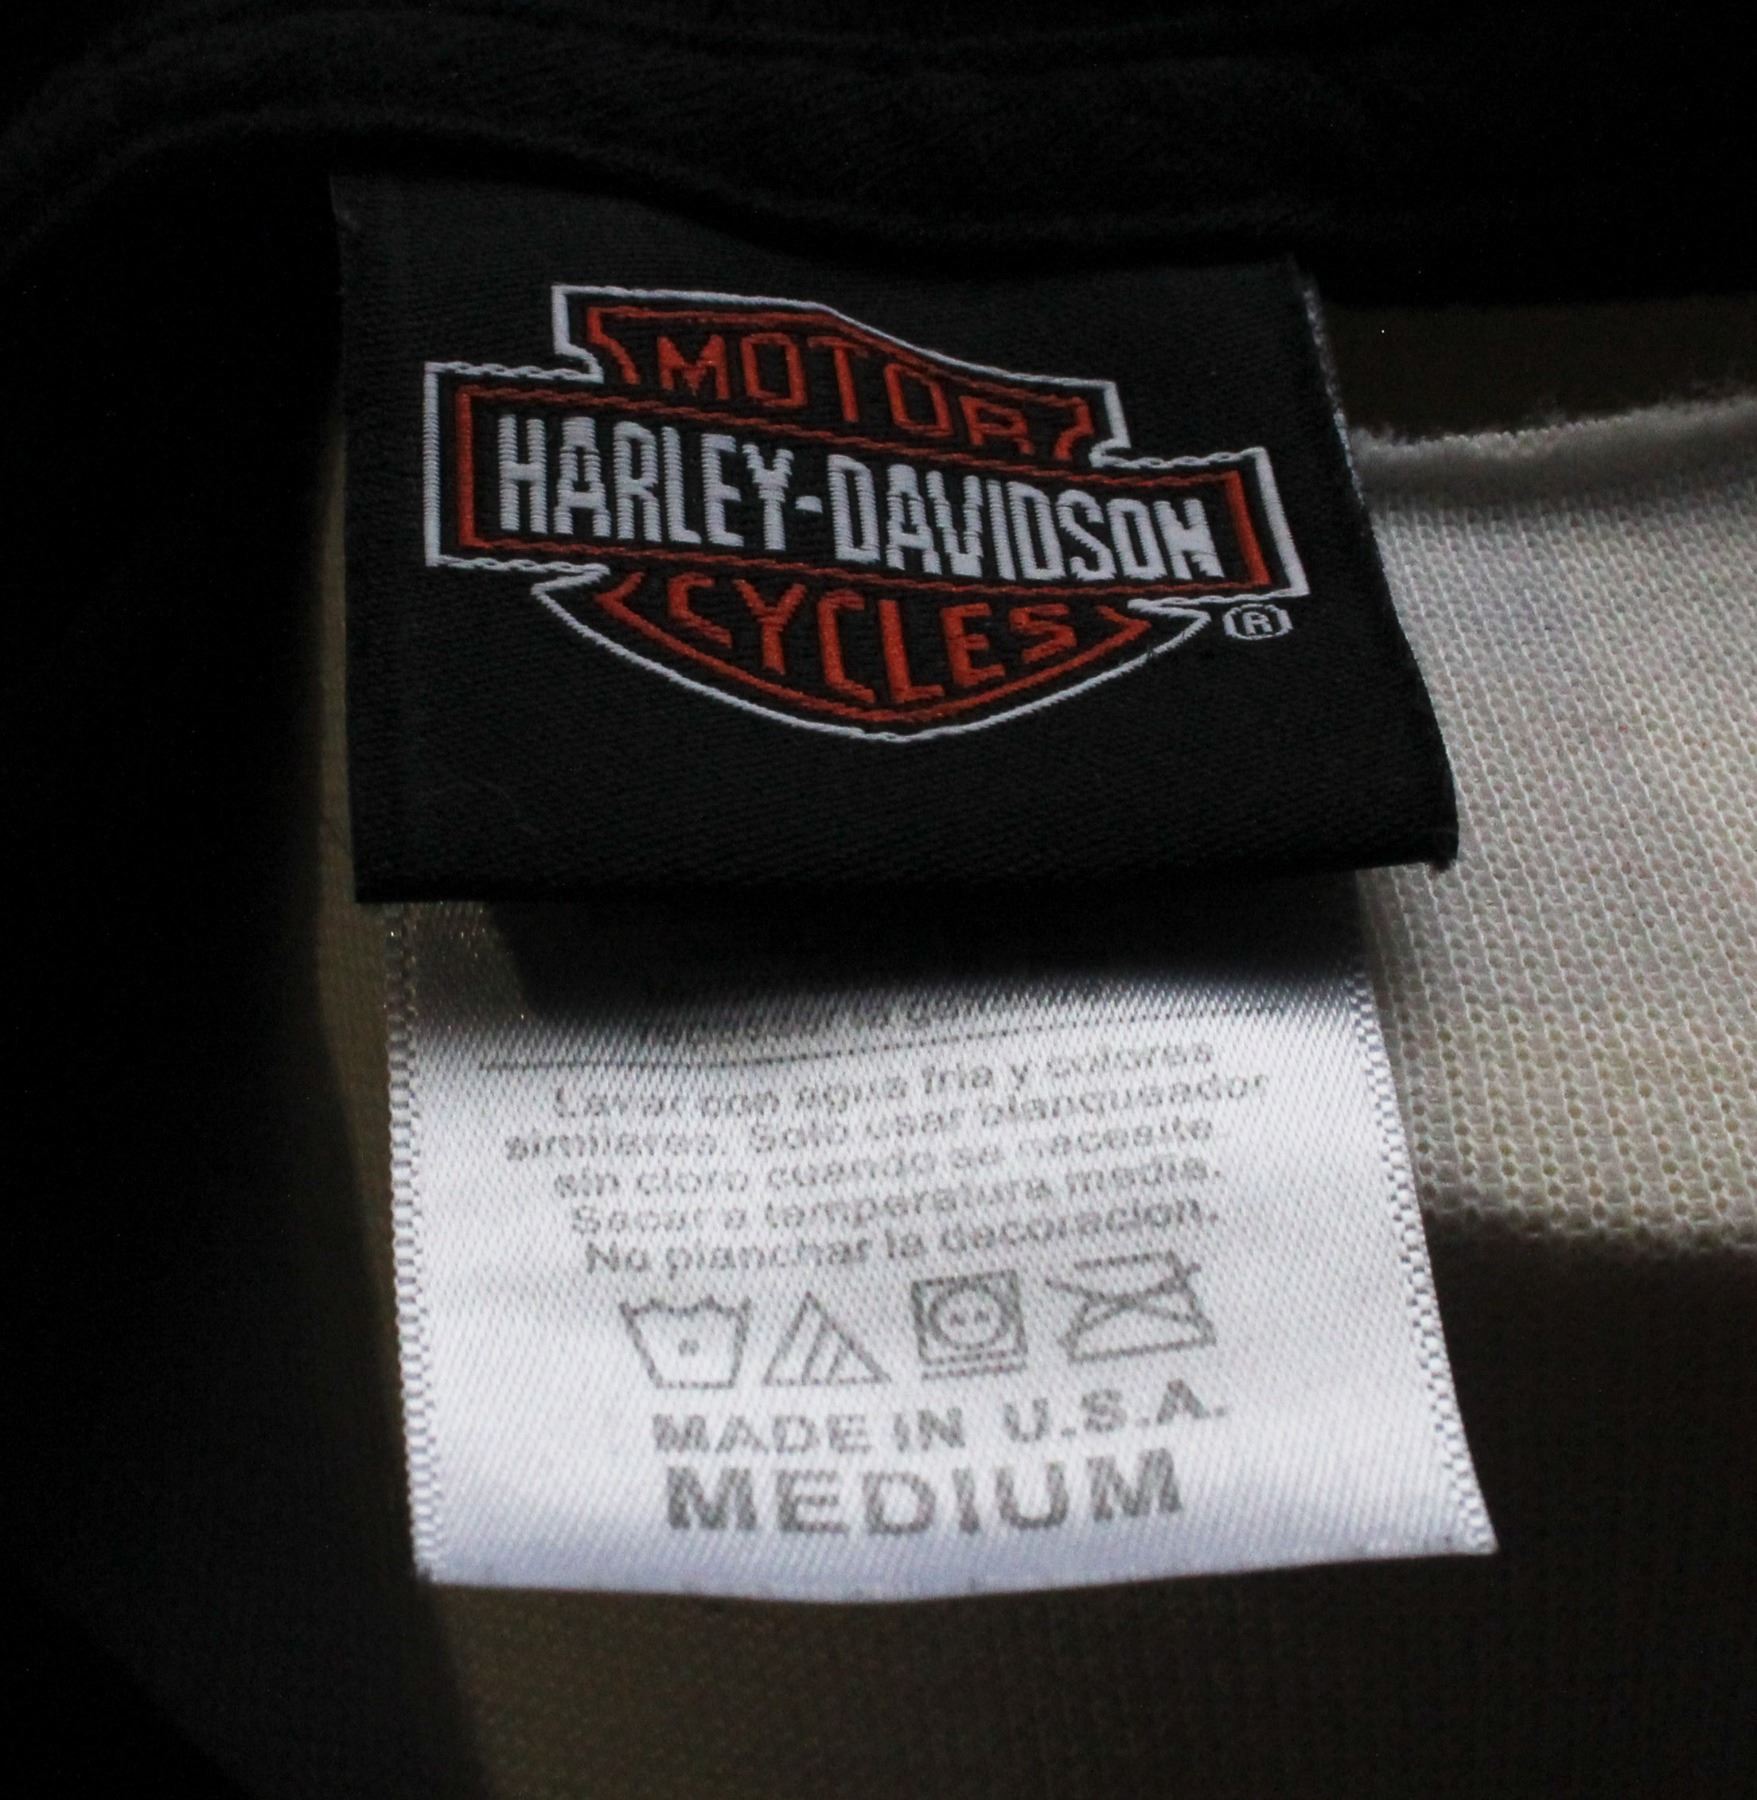 MOTOR
HARLEY-DAVIDSON
CYCLES
®
Lavar con agua fria y colores
similares. Solo usar blanqueador
sin cloro cuando se necesite.
Secar a temperatura media.
No planchar la decoracion.
MADE IN U.S.A.
MEDIUM